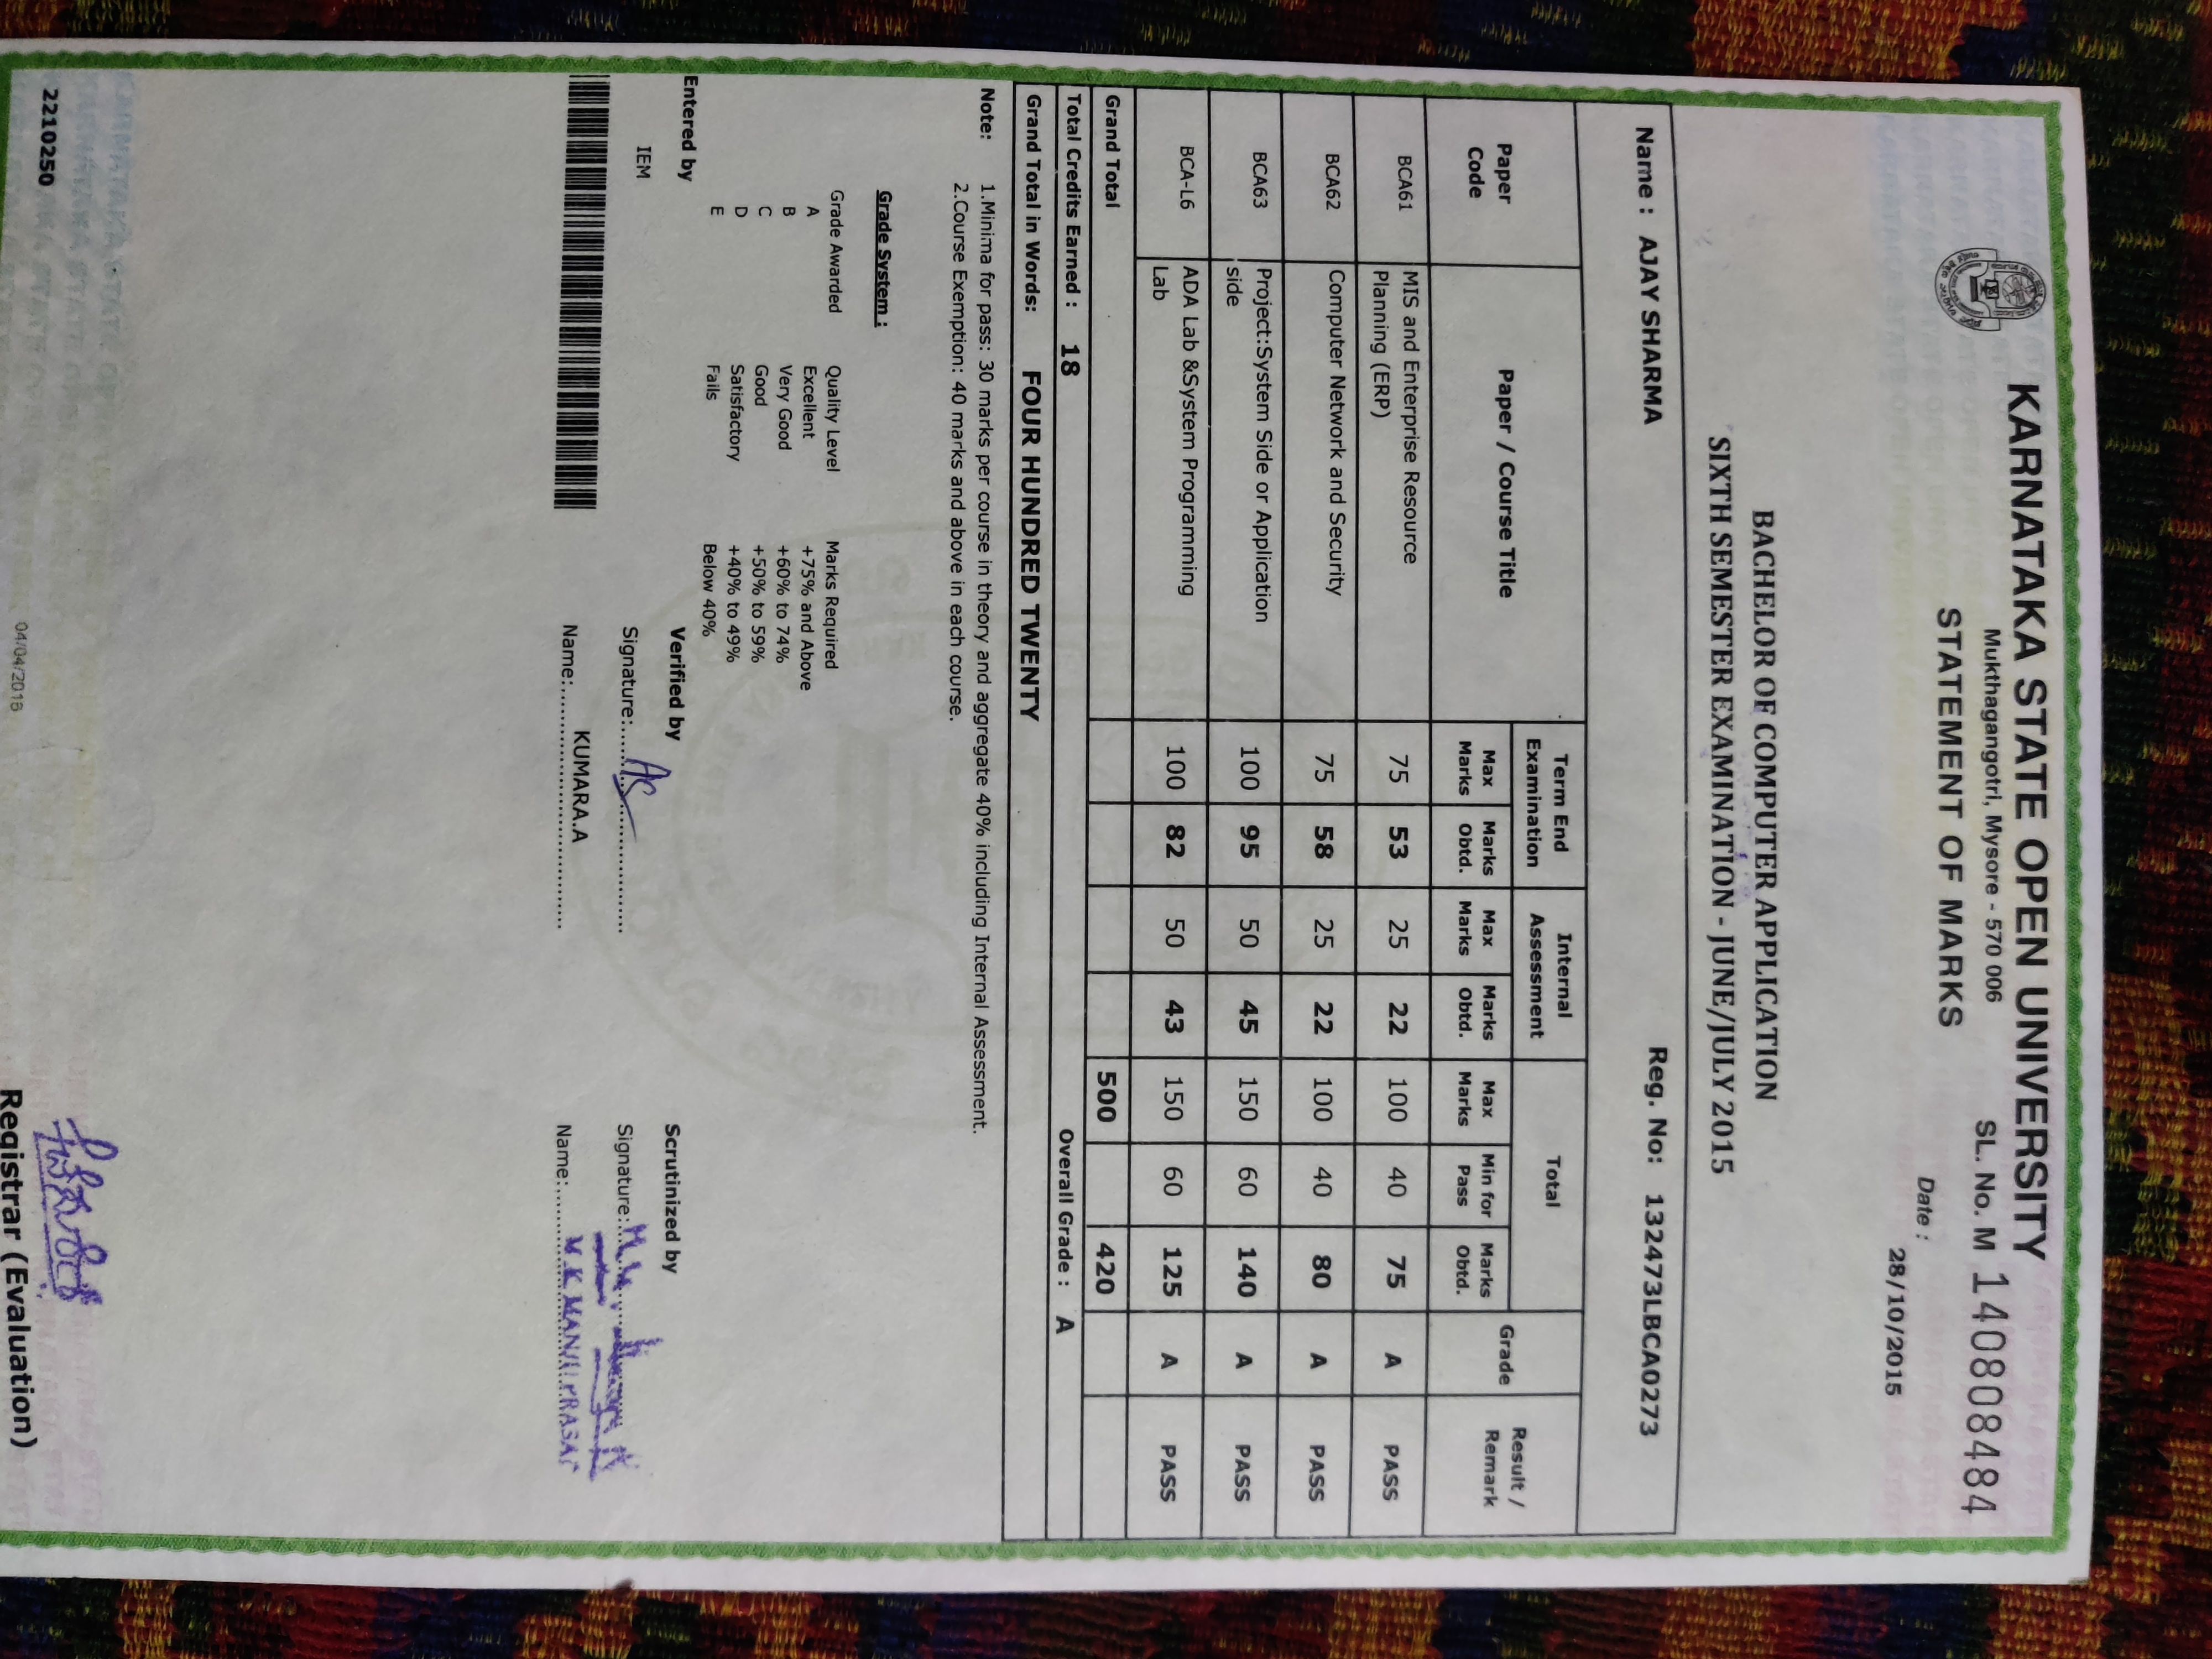 KARNATAKA STATE OPEN UNIVERSITY
Mukthagangotri, Mysore - 570 006
SL. No. M 140808484
STATEMENT OF MARKS
Date :
28/10/2015
BACHELOR OF COMPUTER APPLICATION
SIXTH SEMESTER EXAMINATION - JUNE/JULY 2015
Name : AJAY SHARMA Reg. No: 132473LBCA0273
Paper Code Paper / Course Title Term End Examination Internal Assessment Total Grade Result / Remark
Max Marks Marks Obtd. Max Marks Marks Obtd. Max Marks Min for Pass Marks Obtd.
BCA61 MIS and Enterprise Resource Planning (ERP) 75 53 25 22 100 40 75 A PASS
BCA62 Computer Network and Security 75 58 25 22 100 40 80 A PASS
BCA63 Project:System Side or Application side 100 95 50 45 150 60 140 A PASS
BCA-L6 ADA Lab &System Programming Lab 100 82 50 43 150 60 125 A PASS
Grand Total 500 420
Total Credits Earned : 18 Overall Grade : A
Grand Total in Words: FOUR HUNDRED TWENTY
Note: 1.Minima for pass: 30 marks per course in theory and aggregate 40% including Internal Assessment.
2.Course Exemption: 40 marks and above in each course.
Grade System :
Grade Awarded Quality Level Marks Required
A Excellent +75% and Above
B Very Good +60% to 74%
C Good +50% to 59%
D Satisfactory +40% to 49%
E Fails Below 40%
Entered by Verified by Scrutinized by
IEM
Signature: AS Signature:
Name: KUMARA.A Name: M K MANJU PRASAD
2210250
04/04/2016
Registrar (Evaluation)